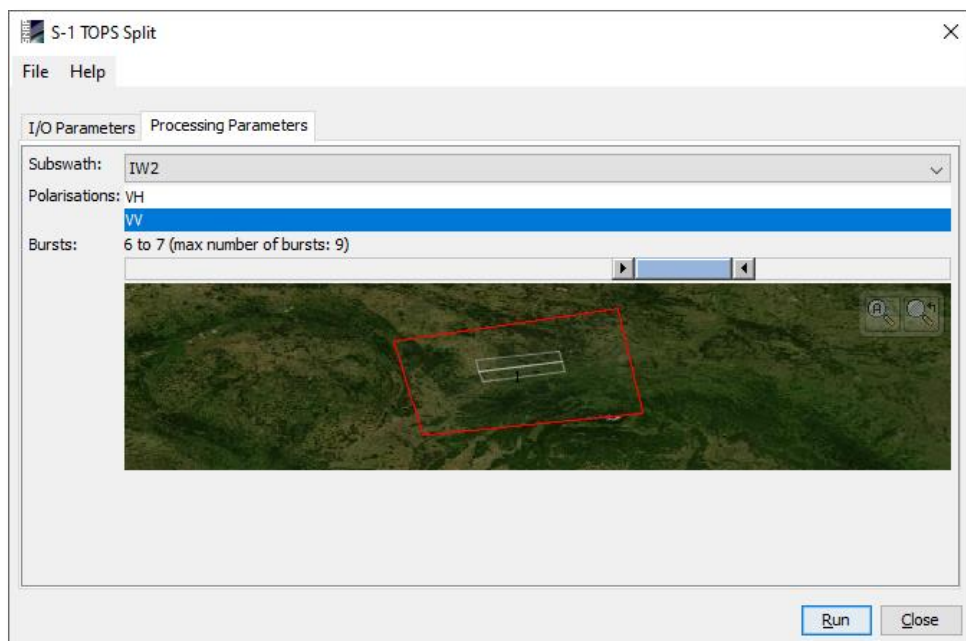 S-1 TOPS Split
File Help
I/O Parameters Processing Parameters
Subswath: IW2
Polarisations: VH
VV
Bursts: 6 to 7 (max number of bursts: 9)
Run Close